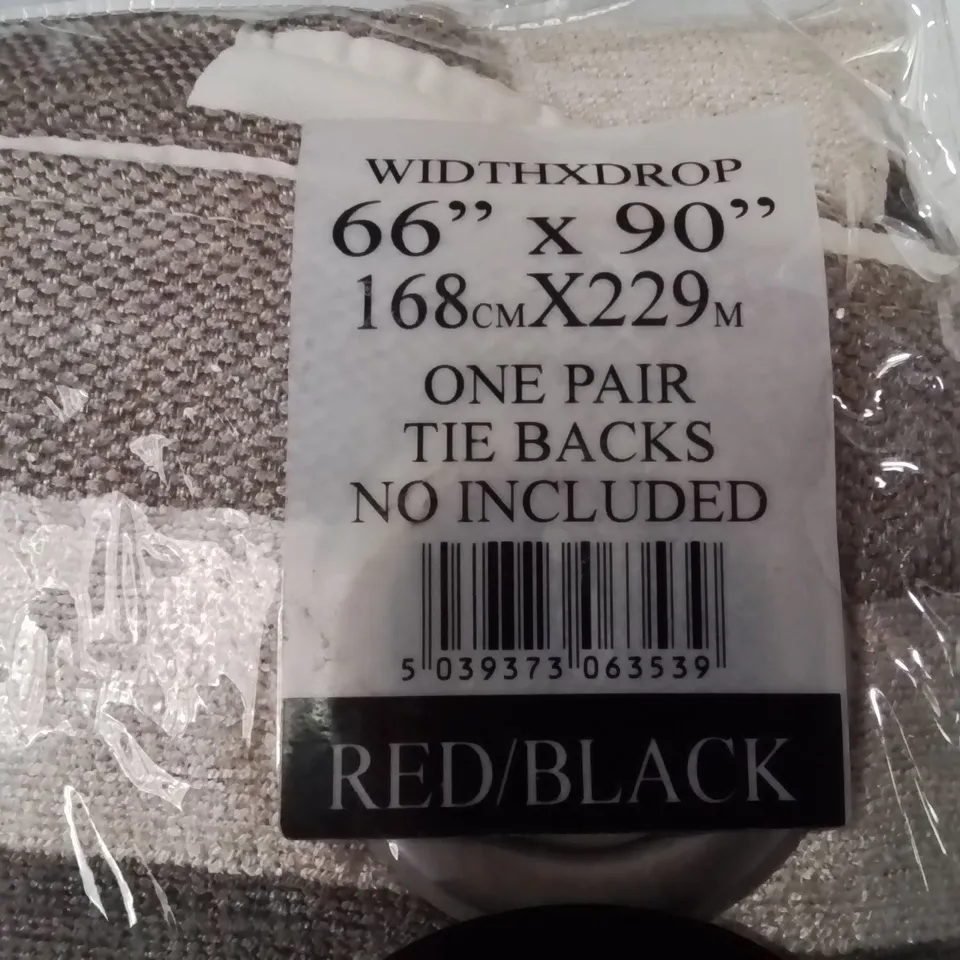 WIDTHXDROP
66” x 90”
168CMX229M
ONE PAIR
TIE BACKS
NO INCLUDED
5 039373 063539
RED/BLACK